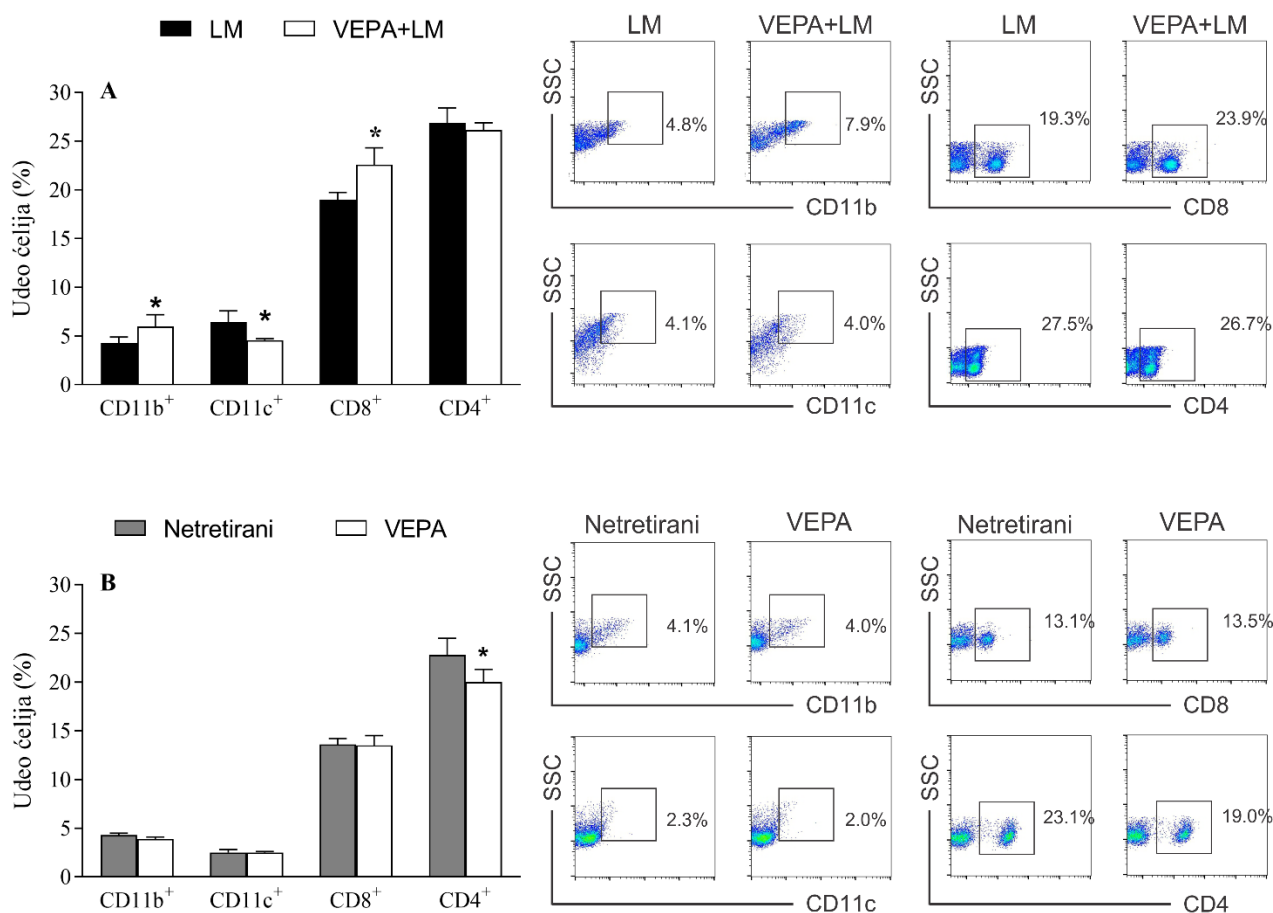 LM VEPA+LM
A
Udeo ćelija (%)
30
25
20
15
10
5
0
* * *
CD11b⁺ CD11c⁺ CD8⁺ CD4⁺
LM VEPA+LM LM VEPA+LM
SSC 4.8% 7.9% SSC 19.3% 23.9%
CD11b CD8
SSC 4.1% 4.0% SSC 27.5% 26.7%
CD11c CD4
Netretirani VEPA
B
Udeo ćelija (%)
30
25
20
15
10
5
0
*
CD11b⁺ CD11c⁺ CD8⁺ CD4⁺
Netretirani VEPA Netretirani VEPA
SSC 4.1% 4.0% SSC 13.1% 13.5%
CD11b CD8
SSC 2.3% 2.0% SSC 23.1% 19.0%
CD11c CD4